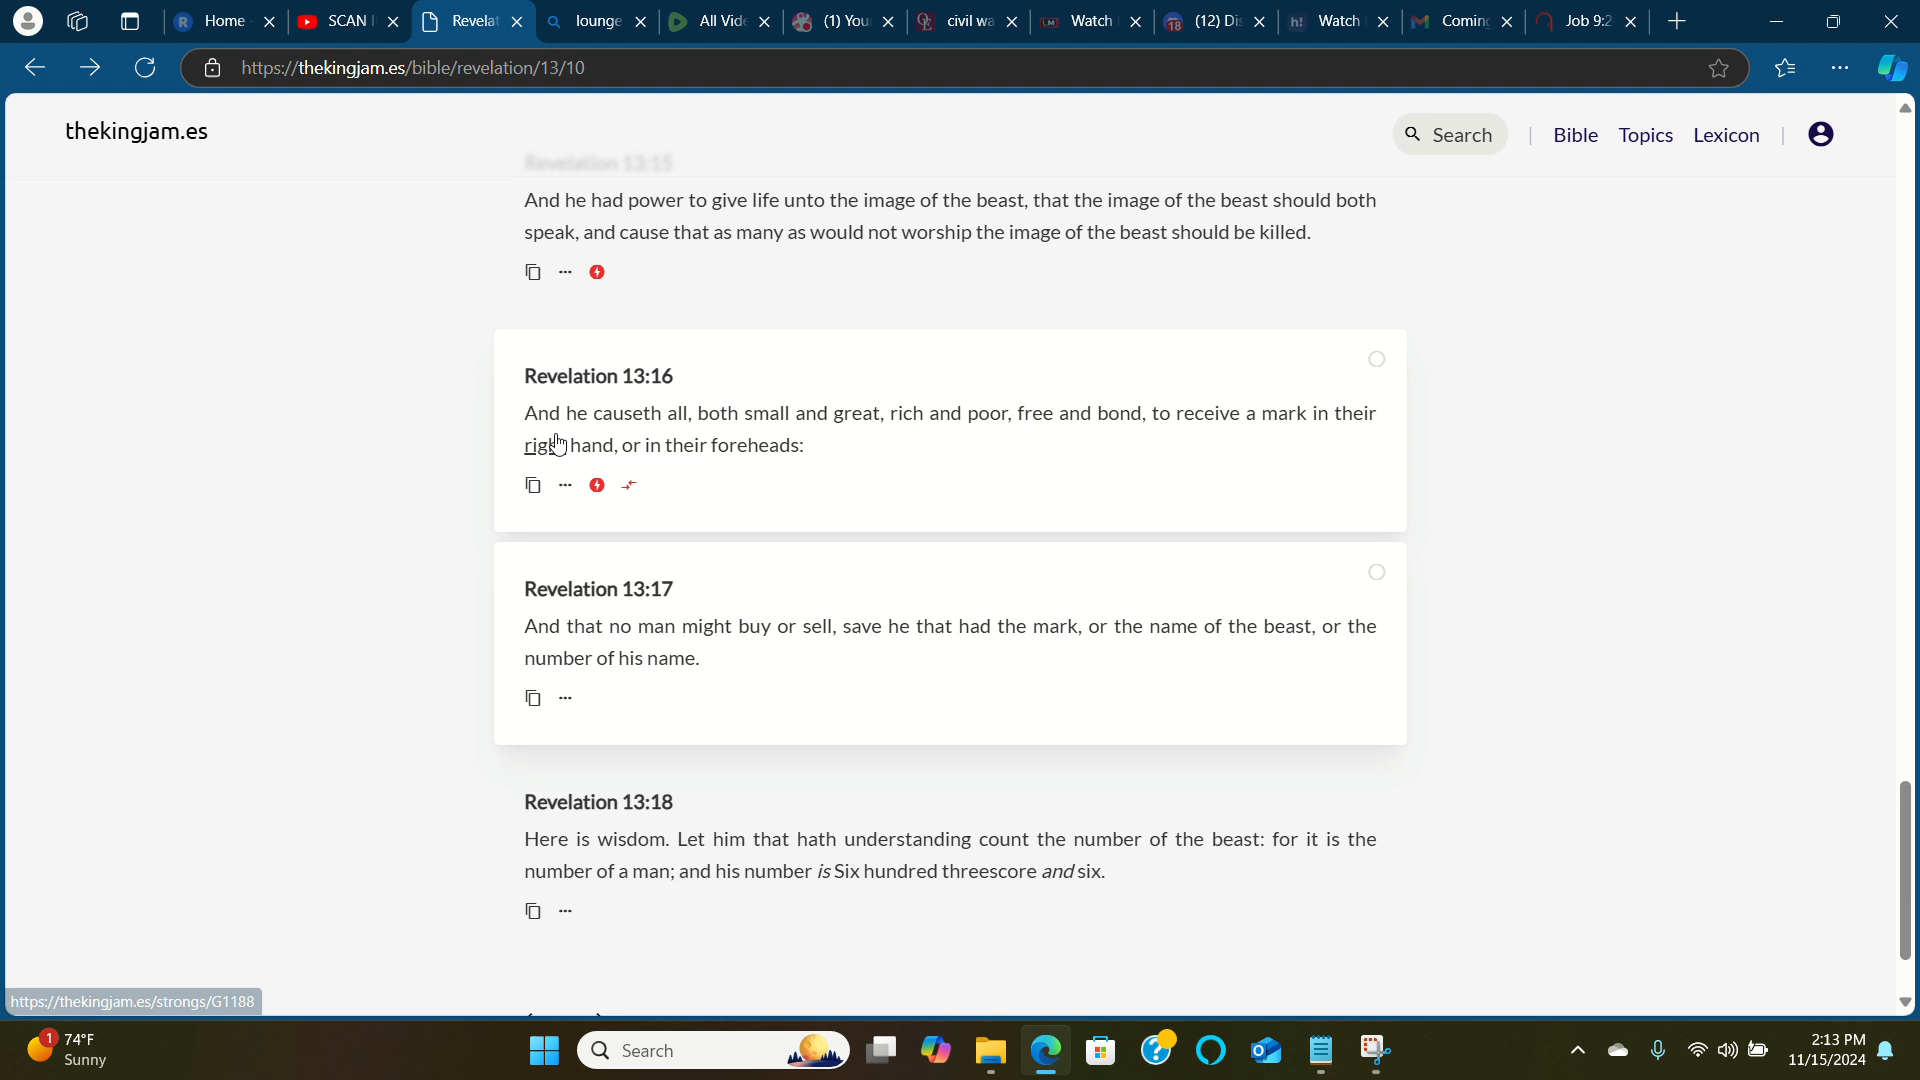 Home
SCAN
Revelat
lounge
All Vide
(1) You
civil wa
Watch
(12) Di
Watch
Coming
Job 9:2
https://thekingjam.es/bible/revelation/13/10
thekingjam.es
Search
Bible Topics Lexicon
Revelation 13:15
And he had power to give life unto the image of the beast, that the image of the beast should both
speak, and cause that as many as would not worship the image of the beast should be killed.
Revelation 13:16
And he causeth all, both small and great, rich and poor, free and bond, to receive a mark in their
right hand, or in their foreheads:
Revelation 13:17
And that no man might buy or sell, save he that had the mark, or the name of the beast, or the
number of his name.
Revelation 13:18
Here is wisdom. Let him that hath understanding count the number of the beast: for it is the
number of a man; and his number is Six hundred threescore and six.
https://thekingjam.es/strongs/G1188
1
74°F
Sunny
Search
2:13 PM
11/15/2024